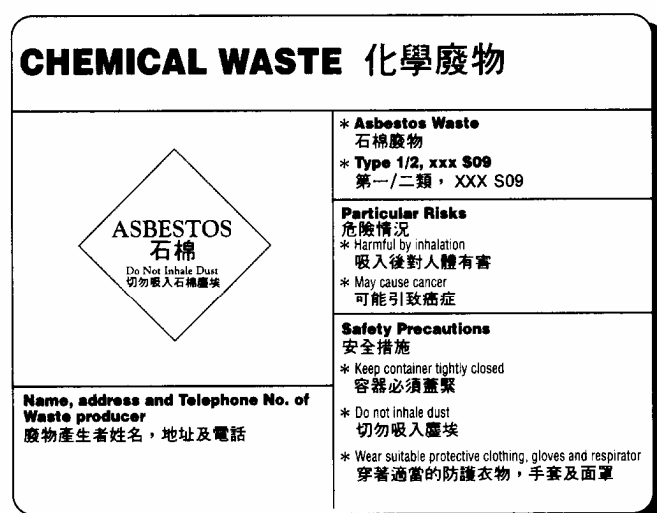 CHEMICAL WASTE 化學廢物
ASBESTOS
石棉
Do Not Inhale Dust
切勿吸入石棉塵埃
Name, address and Telephone No. of
Waste producer
廢物產生者姓名,地址及電話
* Asbestos Waste
石棉廢物
* Type 1/2, xxx S09
第一/二類, XXX S09
Particular Risks
危險情況
* Harmful by inhalation
吸入後對人體有害
* May cause cancer
可能引致癌症
Safety Precautions
安全措施
* Keep container tightly closed
容器必須蓋緊
* Do not inhale dust
切勿吸入塵埃
* Wear suitable protective clothing, gloves and respirator
穿著適當的防護衣物,手套及面罩